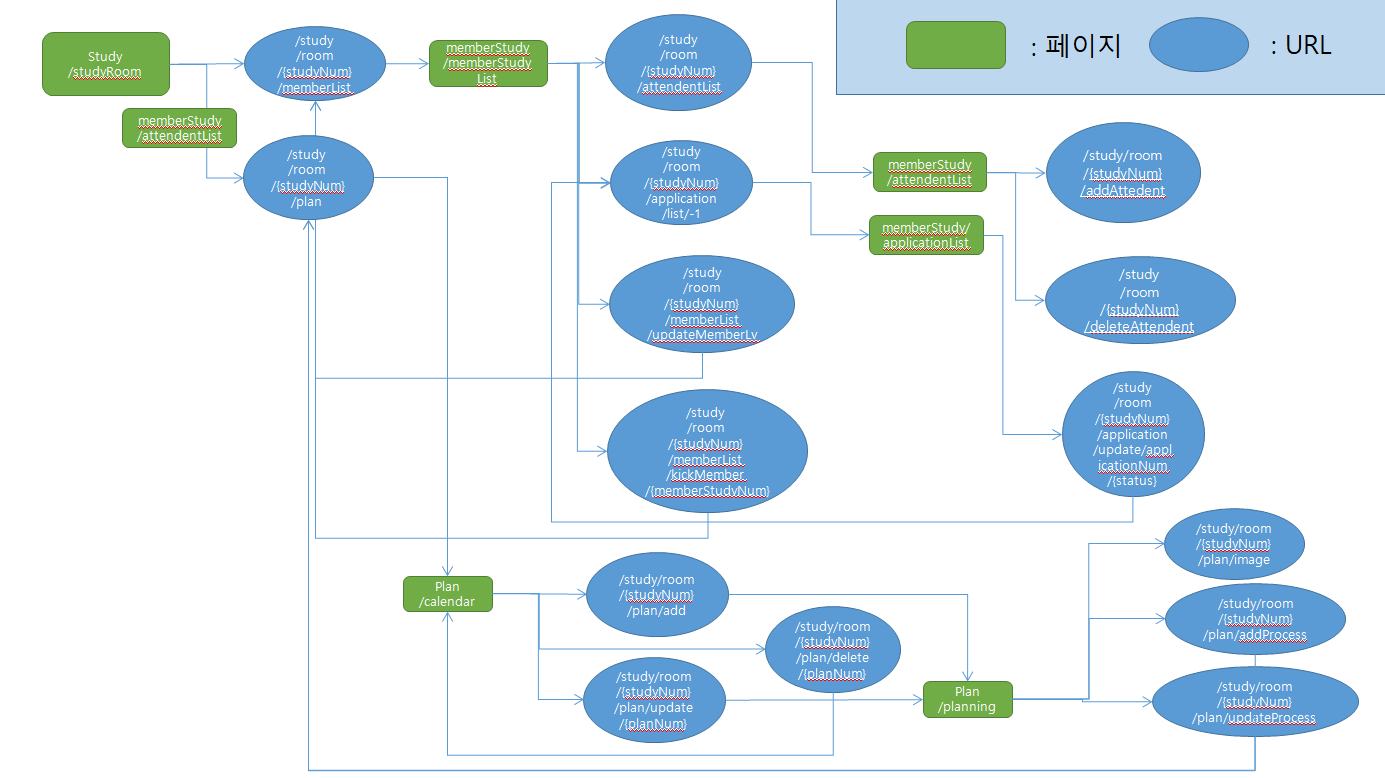 Study
/studyRoom
memberStudy
/attendentList
/study
/room
/{studyNum}
/memberList
/study
/room
/{studyNum}
/plan
memberStudy
/memberStudy
List
/study
/room
/{studyNum}
/attendentList
/study
/room
/{studyNum}
/application
/list/-1
/study
/room
/{studyNum}
/memberList
/updateMemberLv
/study
/room
/{studyNum}
/memberList
/kickMember
/{memberStudyNum}
: 페이지
: URL
memberStudy
/attendentList
memberStudy/
applicationList
/study/room
/{studyNum}
/addAttedent
/study
/room
/{studyNum}
/deleteAttendent
/study
/room
/{studyNum}
/application
/update/appl
icationNum
/{status}
Plan
/calendar
/study/room
/{studyNum}
/plan/add
/study/room
/{studyNum}
/plan/delete
/{planNum}
/study/room
/{studyNum}
/plan/update
/{planNum}
Plan
/planning
/study/room
/{studyNum}
/plan/image
/study/room
/{studyNum}
/plan/addProcess
/study/room
/{studyNum}
/plan/updateProcess